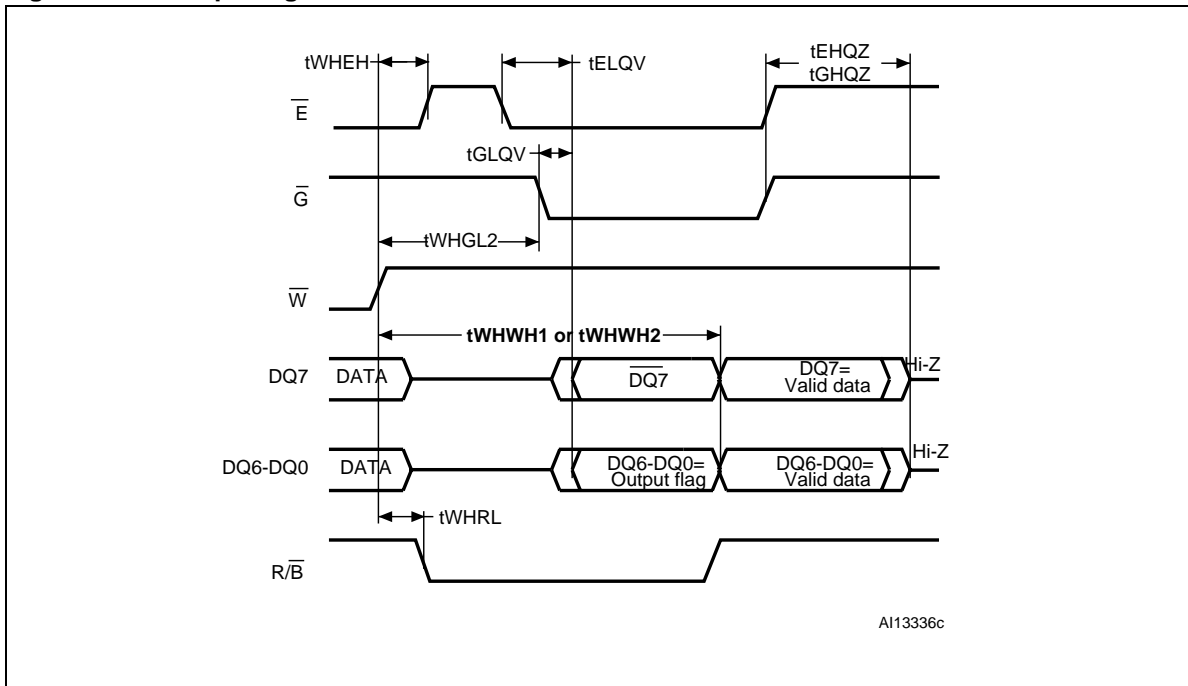 tWHEH
tELQV
tEHQZ
tGHQZ
E̅
tGLQV
G̅
tWHGL2
W̅
tWHWH1 or tWHWH2
DQ7
DATA
D̅Q̅7̅
DQ7=
Valid data
Hi-Z
DQ6-DQ0
DATA
DQ6-DQ0=
Output flag
DQ6-DQ0=
Valid data
Hi-Z
tWHRL
R/B̅
AI13336c